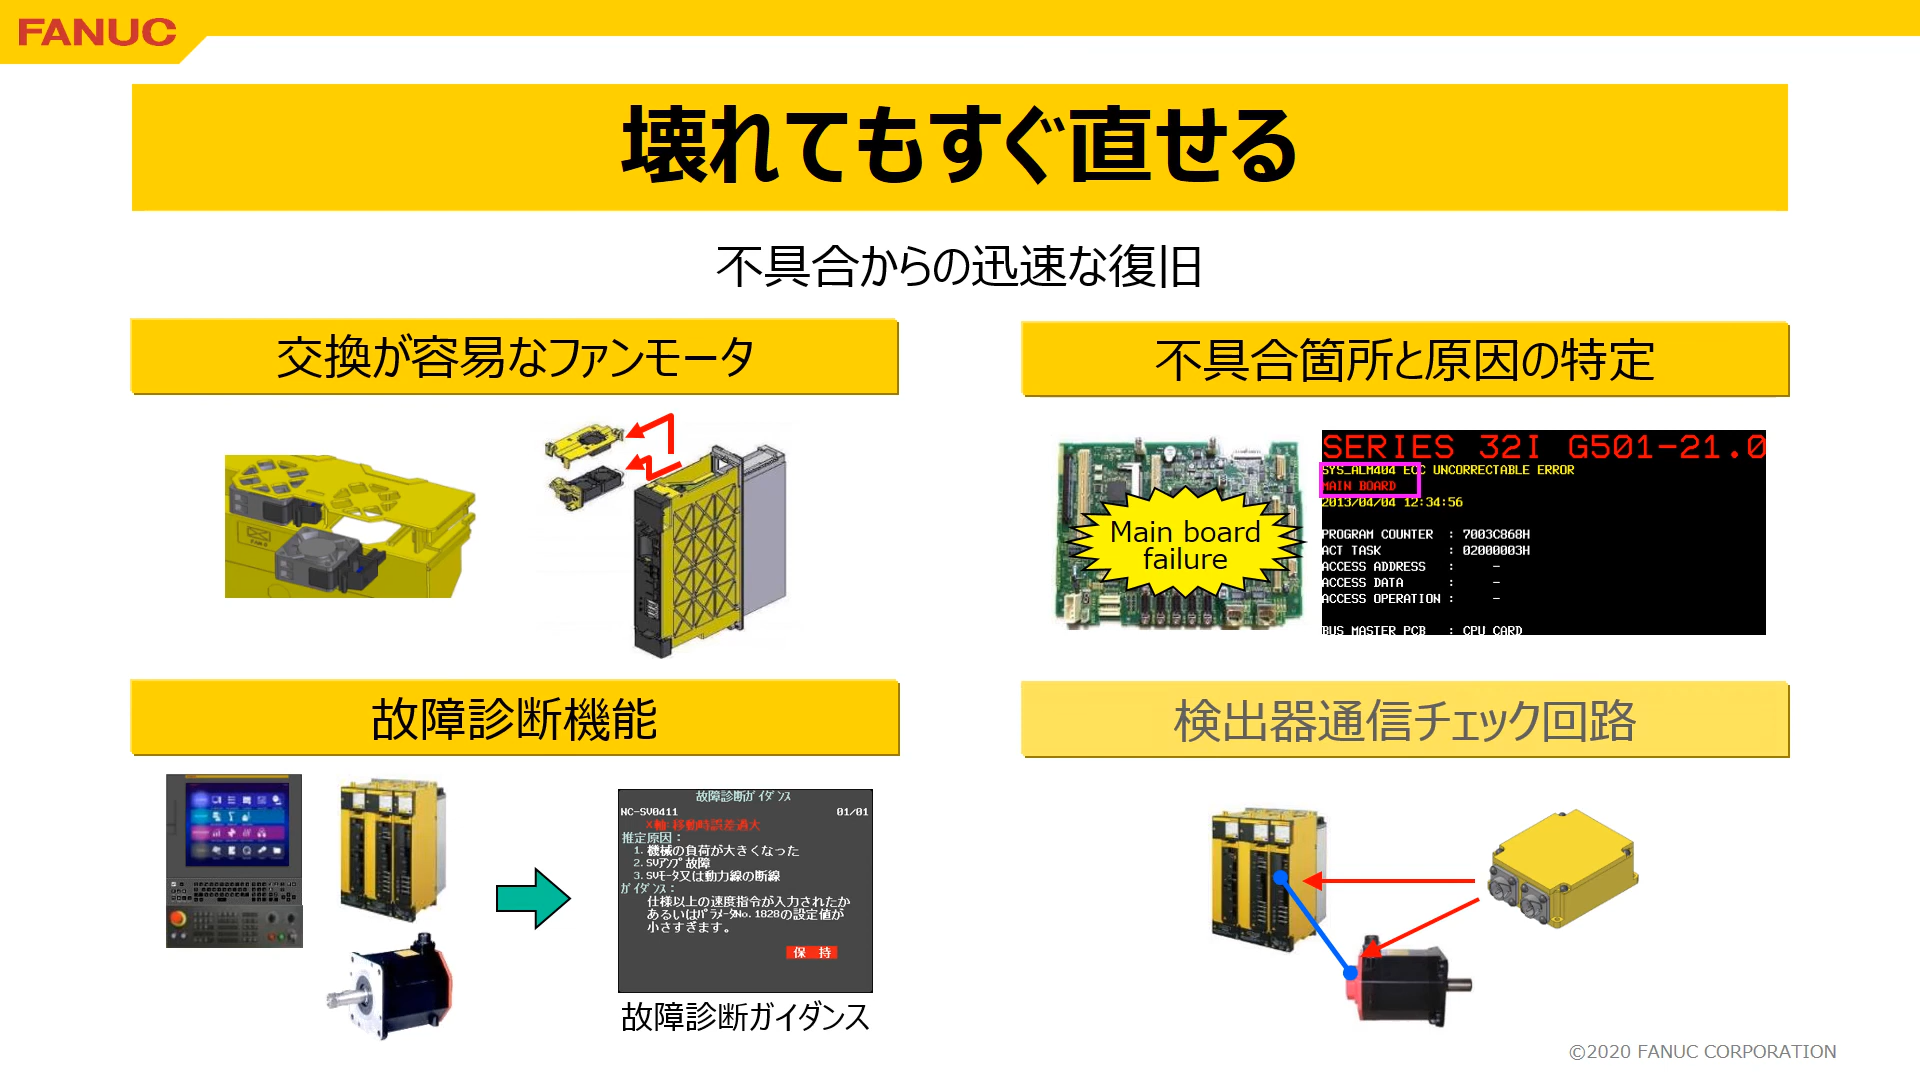 FANUC
壊れてもすぐ直せる
不具合からの迅速な復旧
交換が容易なファンモータ
不具合箇所と原因の特定
Main board
failure
SERIES 32I G501-21.0
SYS_ALM404 ECC UNCORRECTABLE ERROR
MAIN BOARD
2013/04/04 12:34:56
PROGRAM COUNTER : 7003C868H
ACT TASK : 02000003H
ACCESS ADDRESS : -
ACCESS DATA : -
ACCESS OPERATION : -
BUS MASTER PCB : CPU CARD
故障診断機能
検出器通信チェック回路
故障診断ガイダンス
NC-SV0411 01/01
X軸:移動時誤差過大
推定原因:
1. 機械の負荷が大きくなった
2. SVアンプ故障
3. SVモータ又は動力線の断線
ガイダンス:
仕様以上の速度指令が入力されたか
あるいはパラメータNo.1828の設定値が
小さすぎます。
保 持
故障診断ガイダンス
©2020 FANUC CORPORATION